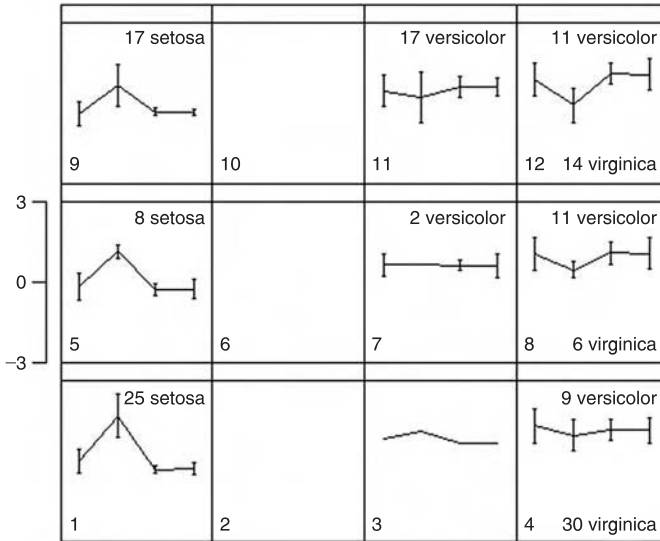 17 setosa 17 versicolor 11 versicolor
9 10 11 12 14 virginica
3
8 setosa 2 versicolor 11 versicolor
0
5 6 7 8 6 virginica
−3
25 setosa 9 versicolor
1 2 3 4 30 virginica